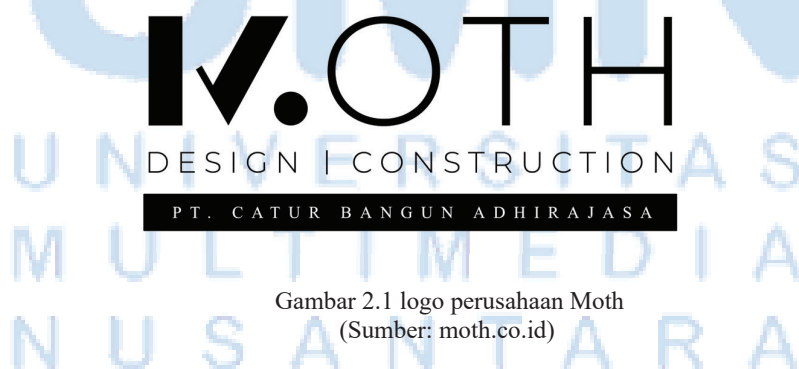 M.OTH
DESIGN | CONSTRUCTION
PT. CATUR BANGUN ADHIRAJASA
UNIVERSITAS
MULTIMEDIA
Gambar 2.1 logo perusahaan Moth
(Sumber: moth.co.id)
NUSANTARA